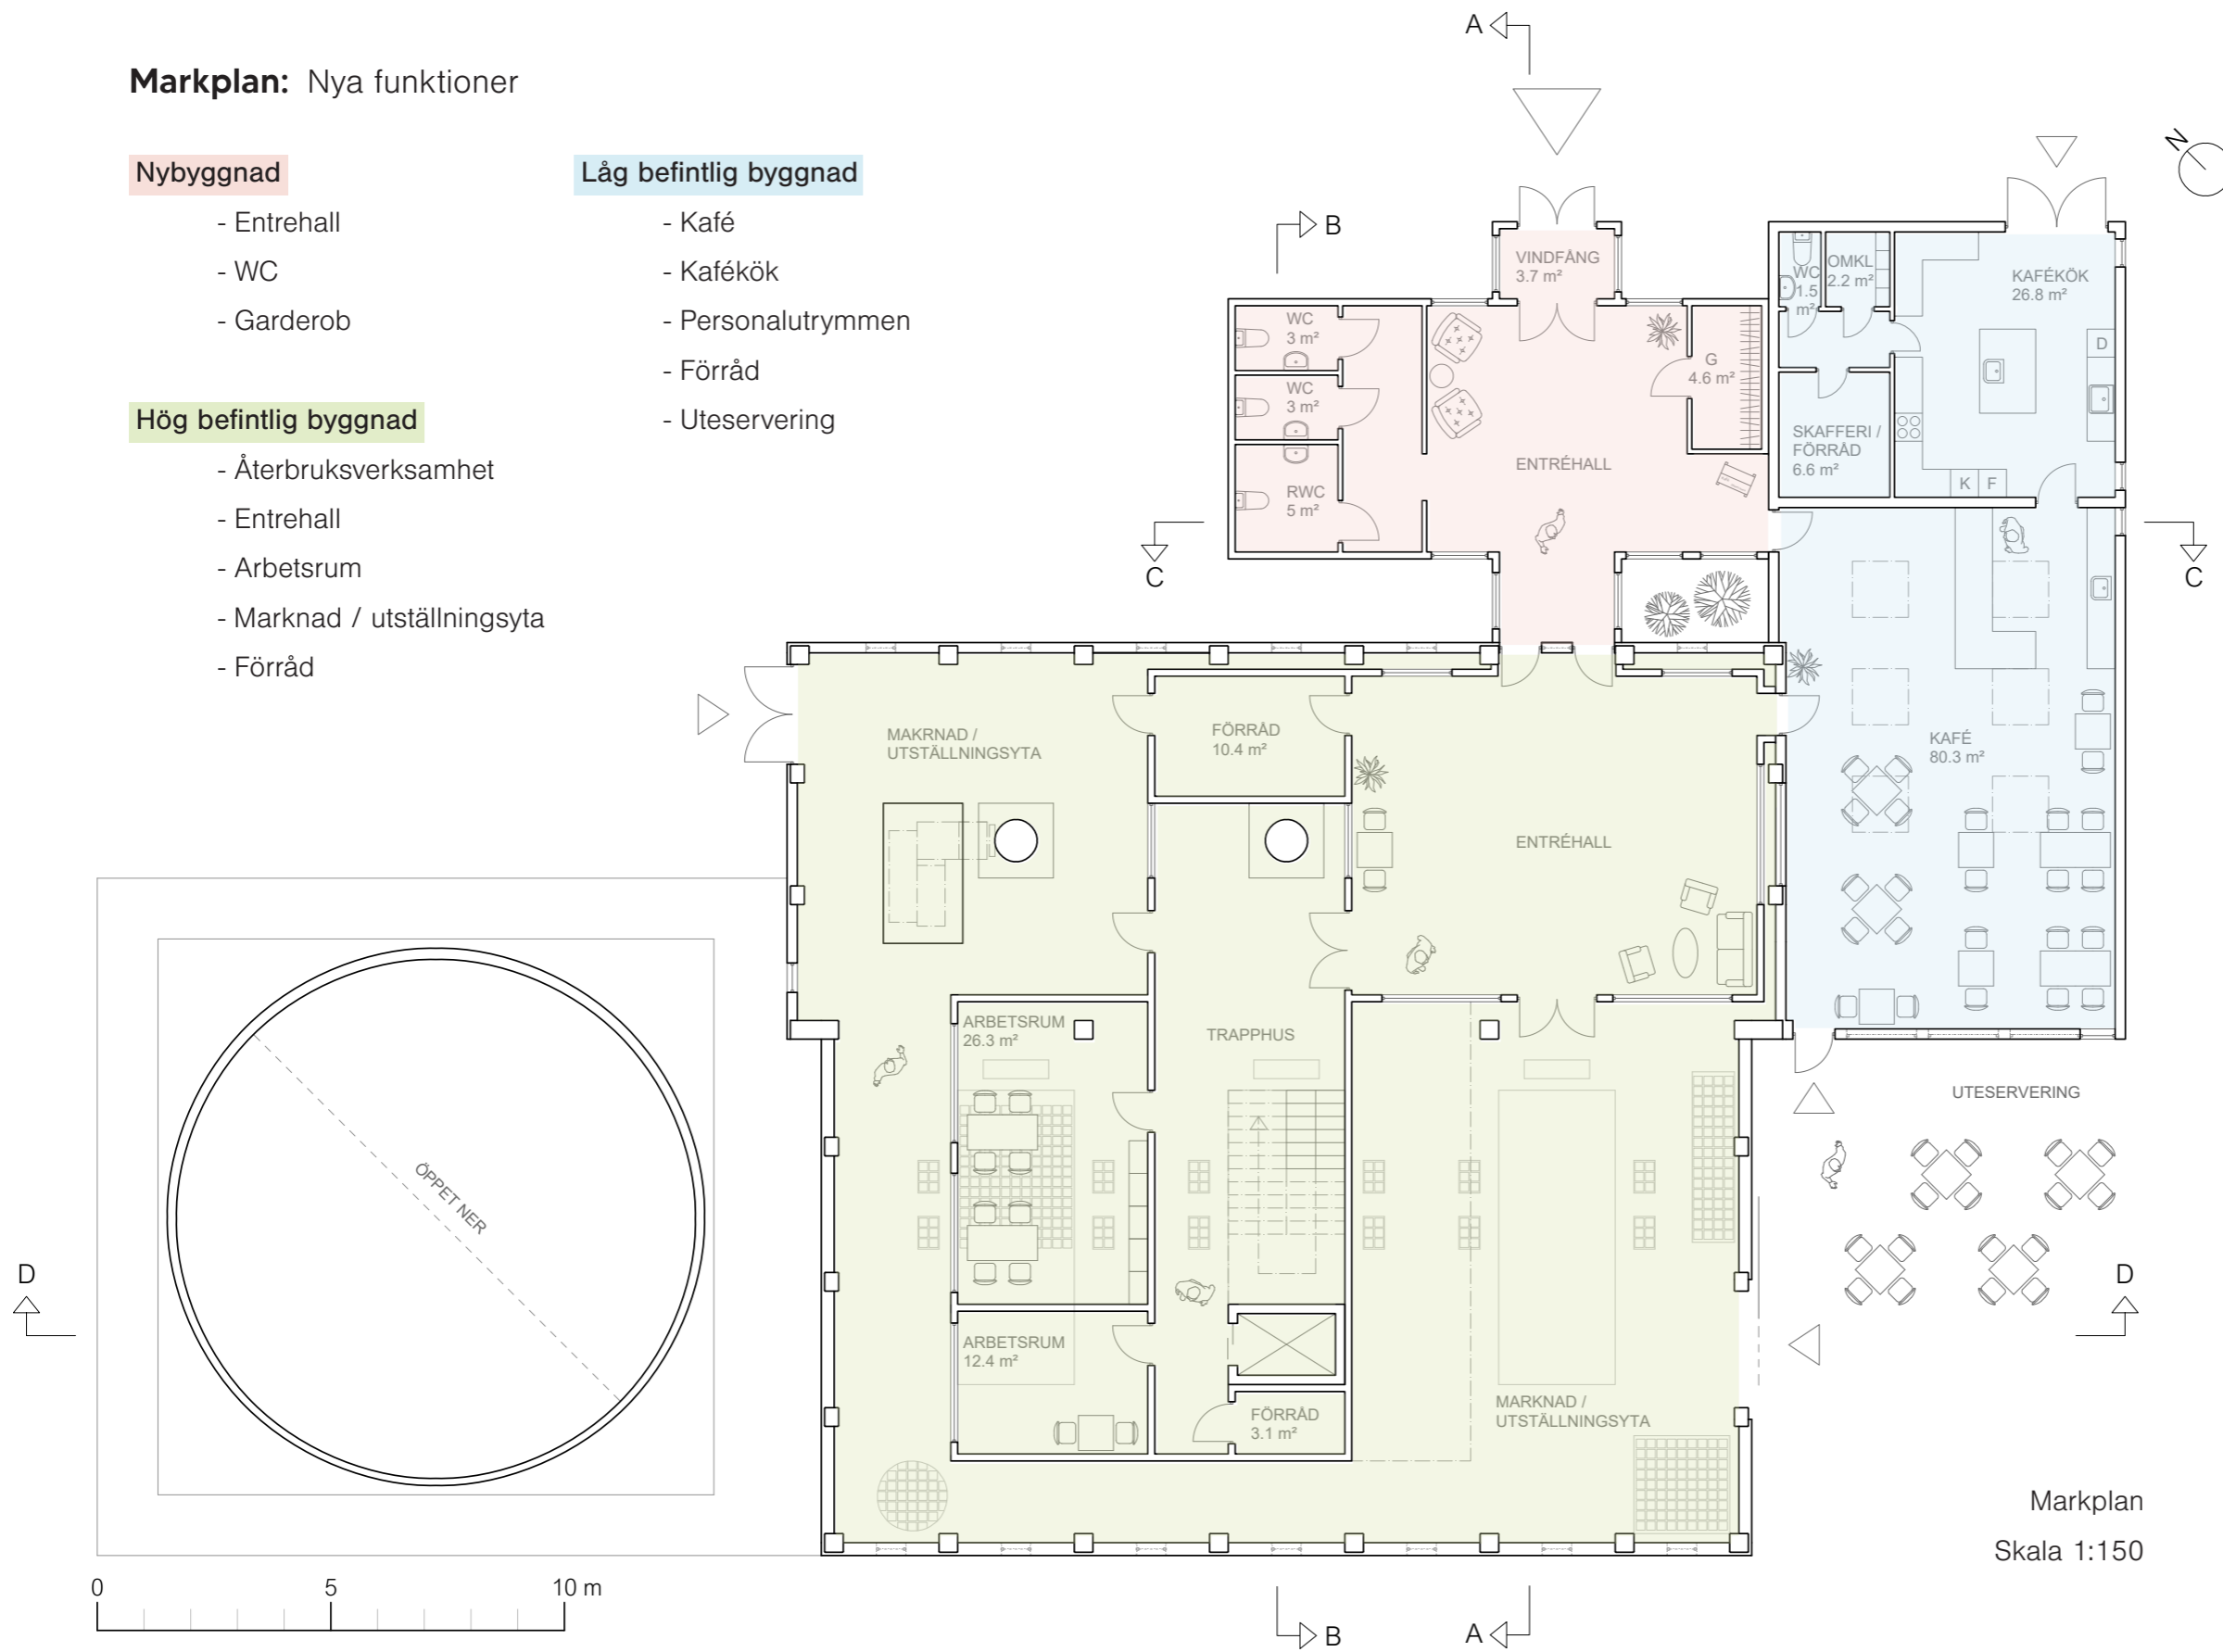 Markplan: Nya funktioner
Nybyggnad
- Entrehall
- WC
- Garderob
Hög befintlig byggnad
- Återbruksverksamhet
- Entrehall
- Arbetsrum
- Marknad / utställningsyta
- Förråd
Låg befintlig byggnad
- Kafé
- Kafékök
- Personalutrymmen
- Förråd
- Uteservering
A
N
B
VINDFÅNG
3.7 m²
WC
1.5
m²
OMKL
2.2 m²
KAFÉKÖK
26.8 m²
WC
3 m²
D
G
4.6 m²
WC
3 m²
SKAFFERI /
FÖRRÅD
6.6 m²
ENTRÉHALL
K
F
RWC
5 m²
C
C
MAKRNAD /
UTSTÄLLNINGSYTA
FÖRRÅD
10.4 m²
KAFÉ
80.3 m²
ENTRÉHALL
ARBETSRUM
26.3 m²
TRAPPHUS
UTESERVERING
ÖPPET NER
D
D
ARBETSRUM
12.4 m²
FÖRRÅD
3.1 m²
MARKNAD /
UTSTÄLLNINGSYTA
Markplan
Skala 1:150
0 5 10 m
B
A